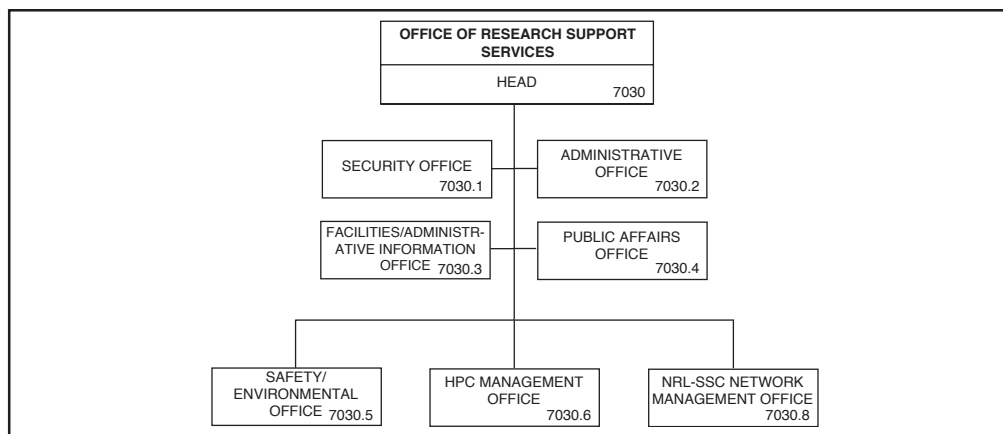 OFFICE OF RESEARCH SUPPORT
SERVICES
HEAD
7030
SECURITY OFFICE
7030.1
ADMINISTRATIVE
OFFICE
7030.2
FACILITIES/ADMINISTR-
ATIVE INFORMATION
OFFICE 7030.3
PUBLIC AFFAIRS
OFFICE
7030.4
SAFETY/
ENVIRONMENTAL
OFFICE 7030.5
HPC MANAGEMENT
OFFICE
7030.6
NRL-SSC NETWORK
MANAGEMENT OFFICE
7030.8